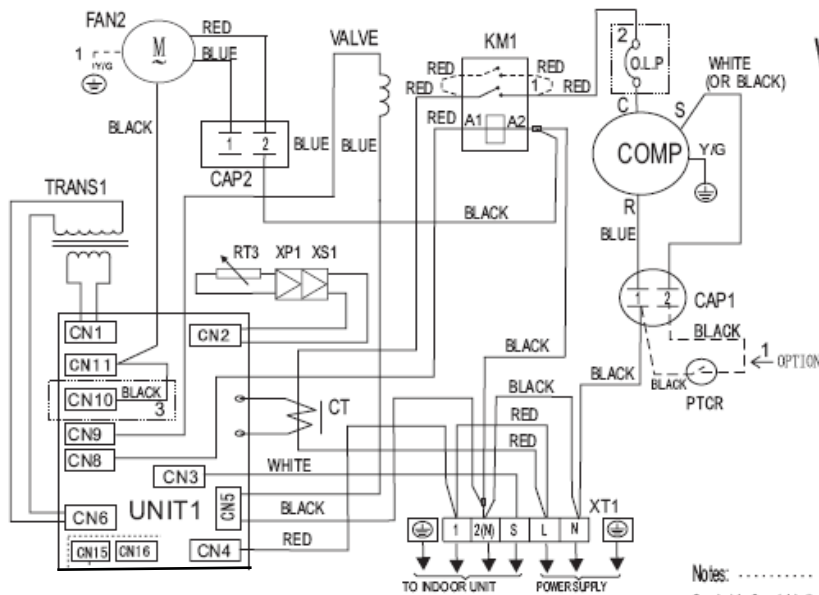 FAN2
RED
BLUE
M
~
1
Y/G
BLACK
VALVE
KM1
RED
RED
RED
RED
1
RED
A1
A2
2
O.L.P
C
S
WHITE
(OR BLACK)
COMP
Y/G
R
BLUE
1
2
CAP2
BLUE
BLUE
BLACK
TRANS1
RT3
XP1
XS1
1
2
CAP1
BLACK
1
OPTION
BLACK
PTCR
BLACK
BLACK
BLACK
RED
RED
CN1
CN2
CN11
CN10
BLACK
3
CN9
CN8
CT
CN3
WHITE
UNIT1
CN5
BLACK
CN6
CN15
CN16
CN4
RED
XT1
1
2(N)
S
L
N
TO INDOOR UNIT
POWER SUPPLY
Notes: